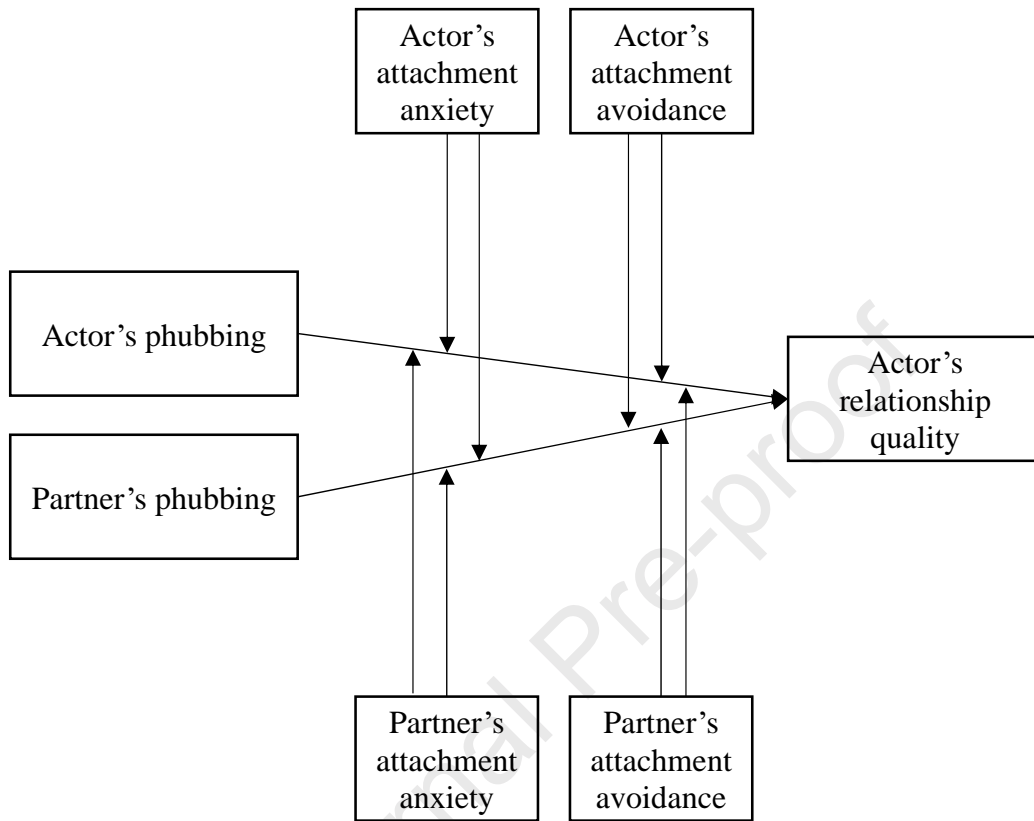 Actor’s
attachment
anxiety
Actor’s
attachment
avoidance
Actor’s phubbing
Partner’s phubbing
Actor’s
relationship
quality
Partner’s
attachment
anxiety
Partner’s
attachment
avoidance
rnal Pre-proof